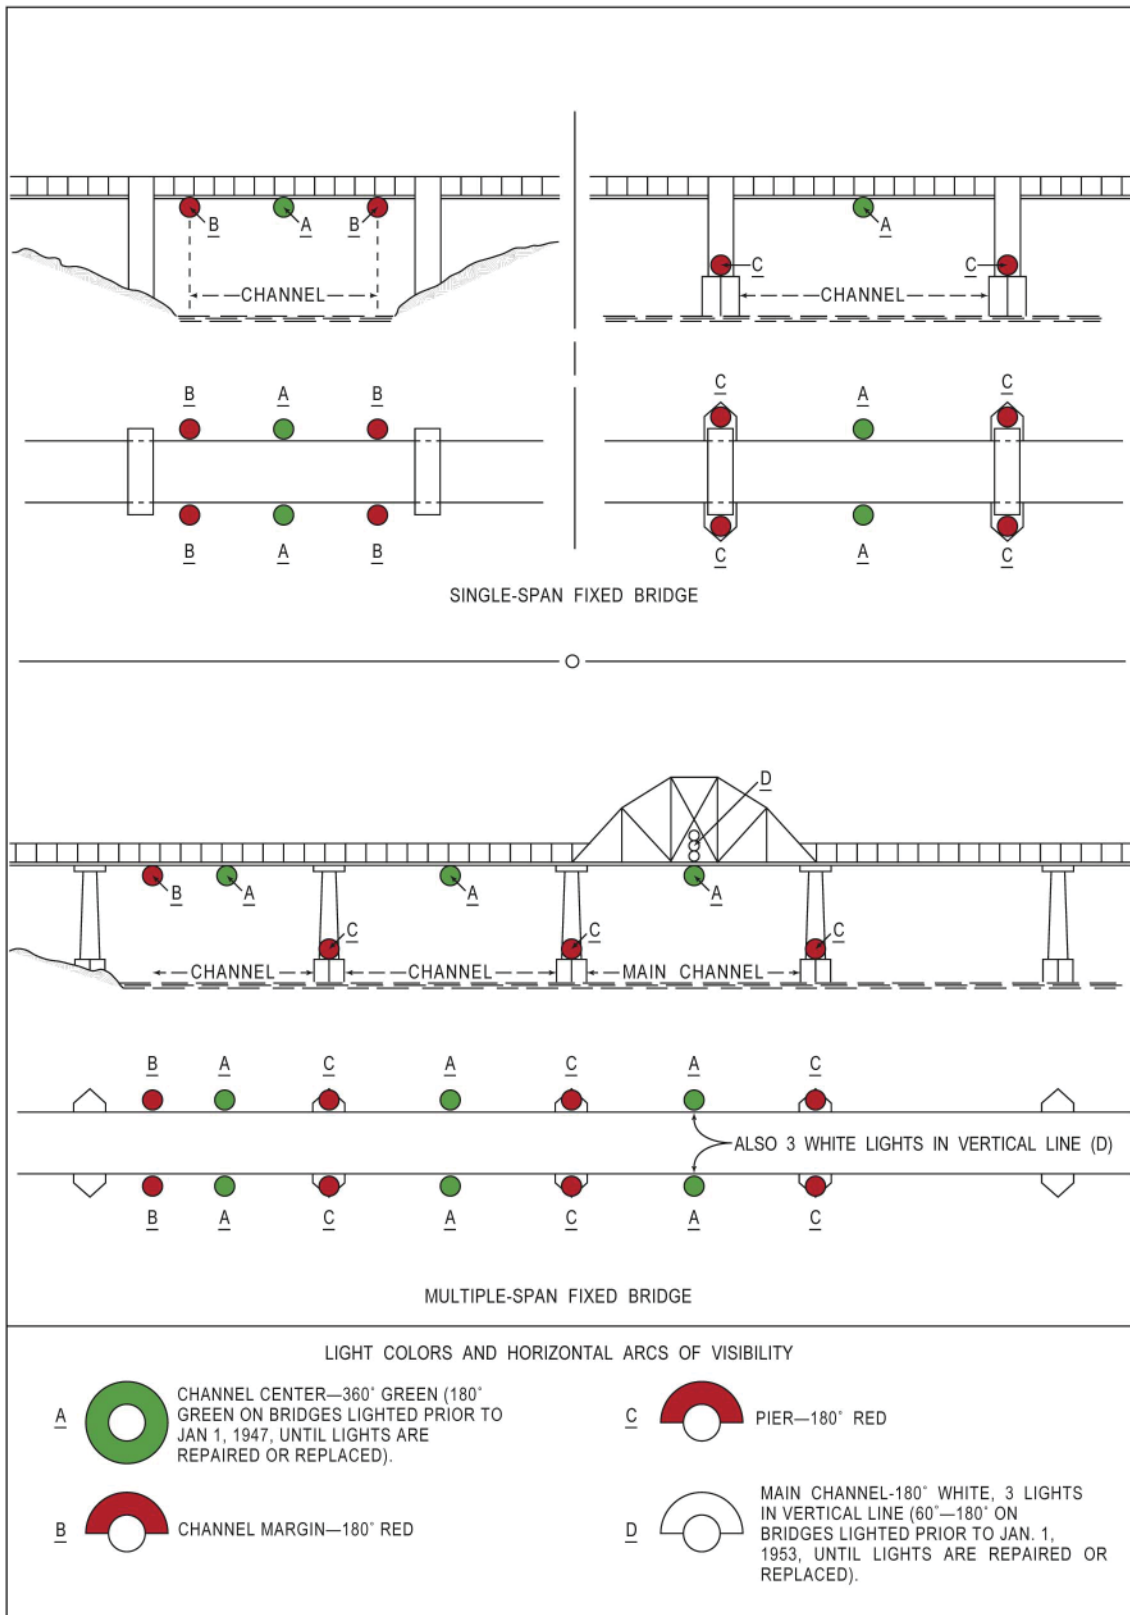 B A B
CHANNEL
A
C C
CHANNEL
B A B
B A B
C A C
C A C
SINGLE-SPAN FIXED BRIDGE
D
B A A A
C C C
CHANNEL CHANNEL MAIN CHANNEL
B A C A C A C
ALSO 3 WHITE LIGHTS IN VERTICAL LINE (D)
B A C A C A C
MULTIPLE-SPAN FIXED BRIDGE
LIGHT COLORS AND HORIZONTAL ARCS OF VISIBILITY
A
CHANNEL CENTER—360° GREEN (180°
GREEN ON BRIDGES LIGHTED PRIOR TO
JAN 1, 1947, UNTIL LIGHTS ARE
REPAIRED OR REPLACED).
B
CHANNEL MARGIN—180° RED
C
PIER—180° RED
D
MAIN CHANNEL-180° WHITE, 3 LIGHTS
IN VERTICAL LINE (60°—180° ON
BRIDGES LIGHTED PRIOR TO JAN. 1,
1953, UNTIL LIGHTS ARE REPAIRED OR
REPLACED).